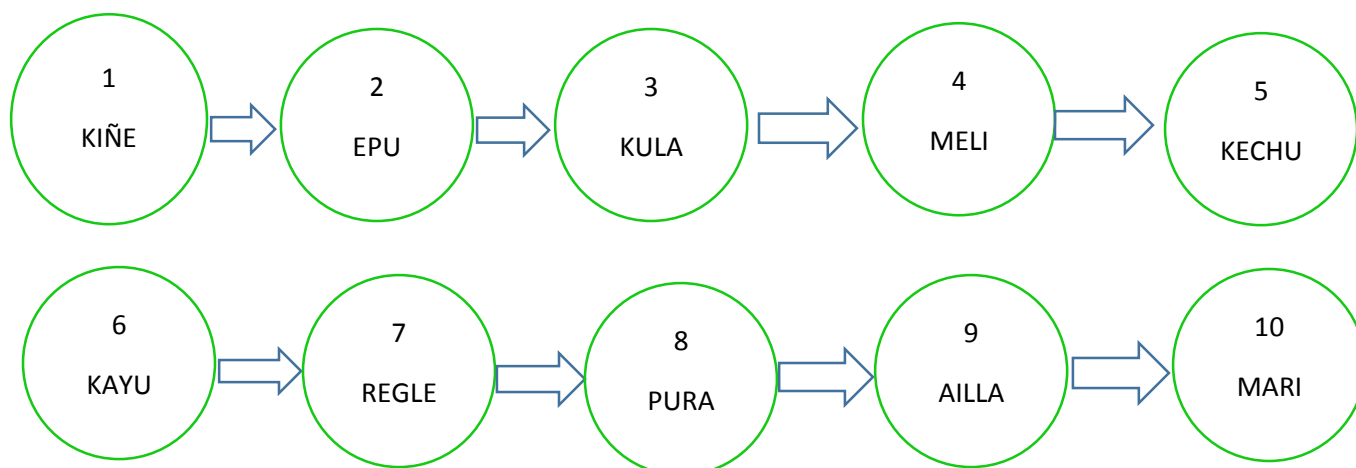 1
KIÑE
2
EPU
3
KULA
4
MELI
5
KECHU
6
KAYU
7
REGLE
8
PURA
9
AILLA
10
MARI